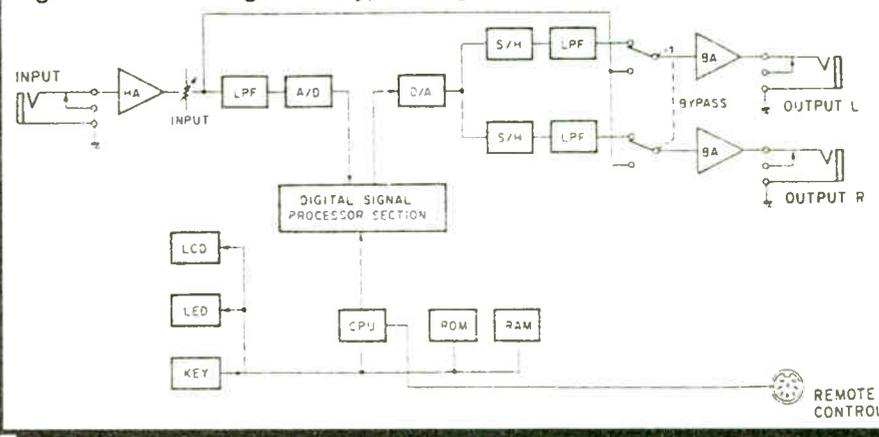 INPUT
HA
INPUT
LPF
A/D
D/A
S/H
LPF
BA
BYPASS
OUTPUT L
S/H
LPF
BA
OUTPUT R
DIGITAL SIGNAL
PROCESSOR SECTION
LCD
LED
KEY
CPU
ROM
RAM
REMOTE
CONTROL